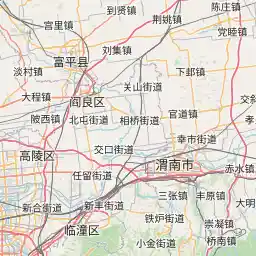 到贤镇
陈庄镇
宫里镇
荆姚镇
党睦镇
刘集镇
富平县
淡村镇
下邽镇
关山街道
大程镇
阎良区
官道镇
陂西镇
北屯街道
相桥街道
幸市街道
交口街道
高陵区
渭南市
赤水镇
任留街道
三张镇
丰原镇
新合街道
新丰街道
大明镇
铁炉街道
崇凝镇
临潼区
小金街道
桥南镇